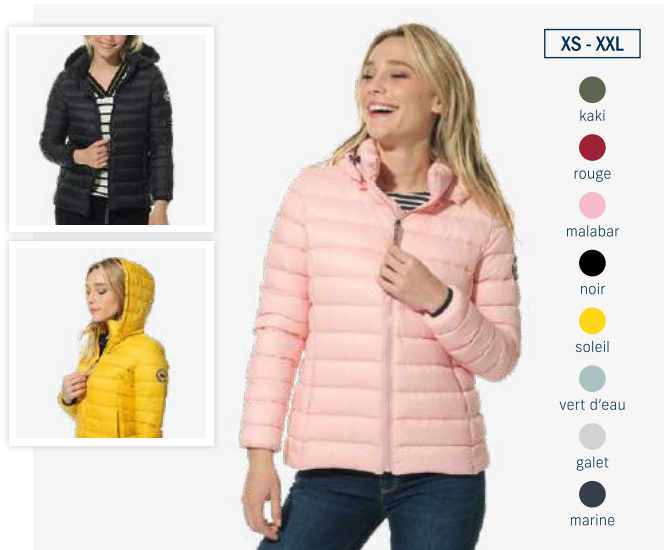 XS - XXL
kaki
rouge
malabar
noir
soleil
vert d'eau
galet
marine